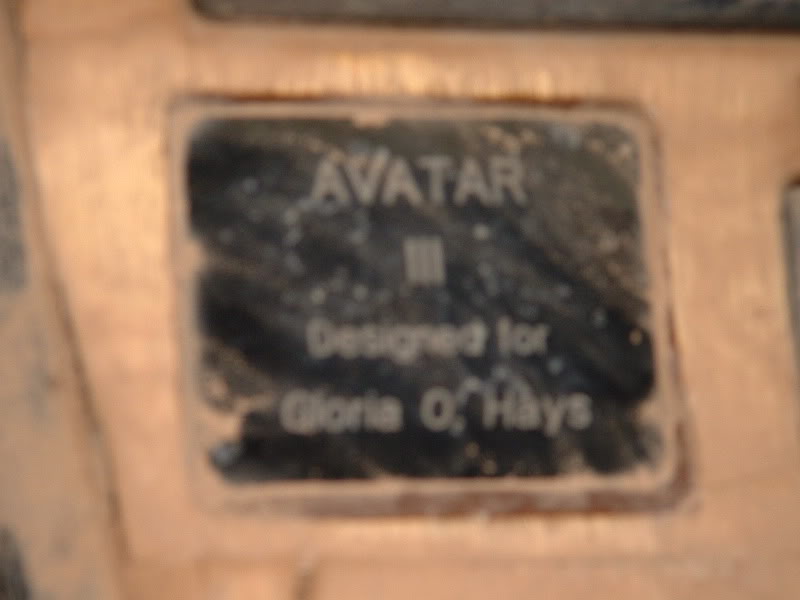 AVATAR
III
Designed for
Gloria O. Hays